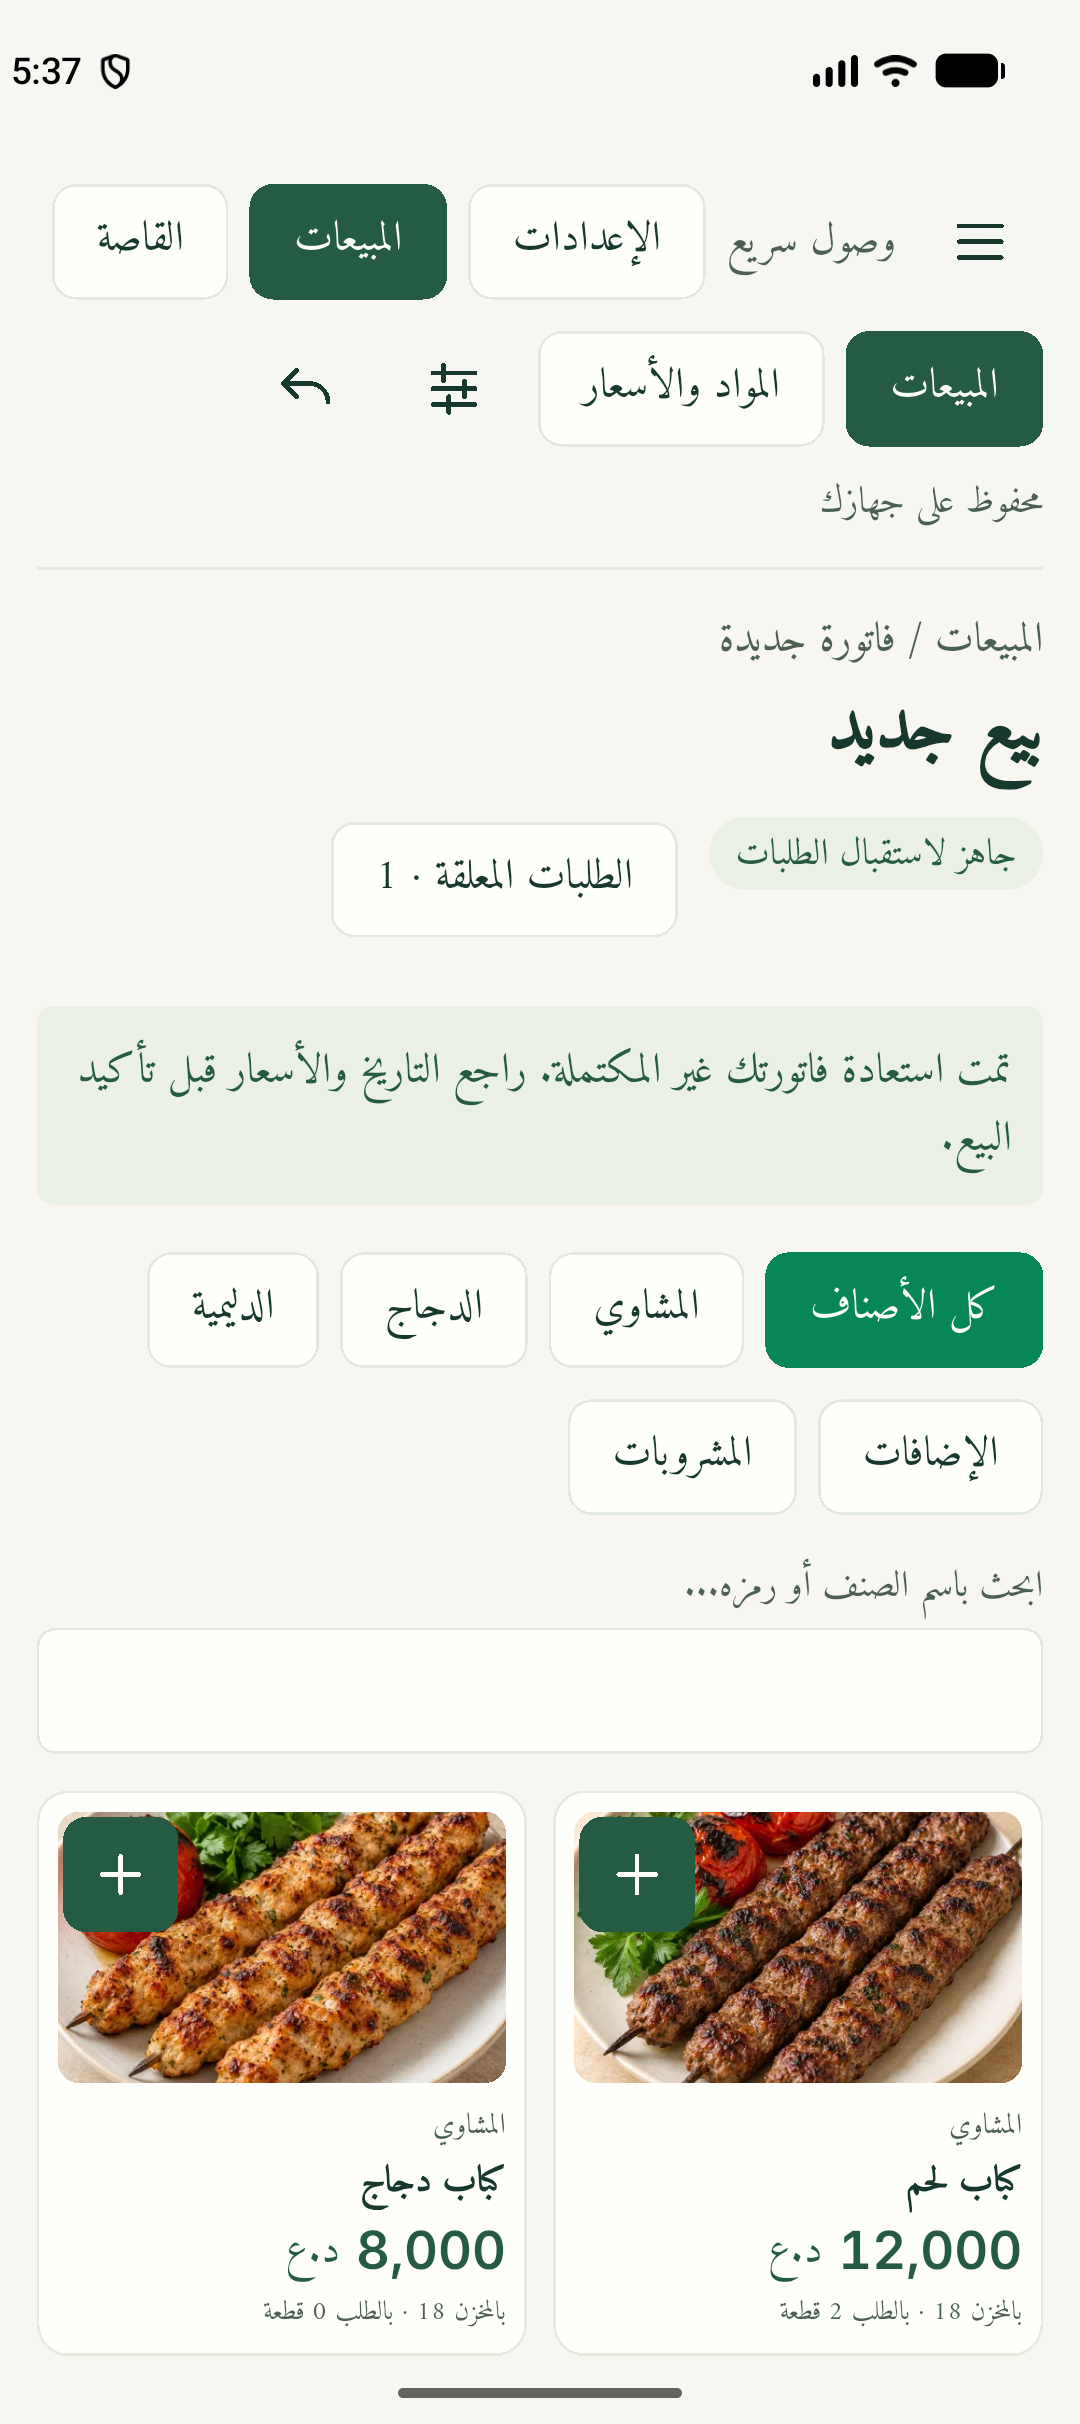 5:37
وصول سريع
الإعدادات
المبيعات
القاصة
المبيعات
المواد والأسعار
محفوظ على جهازك
المبيعات / فاتورة جديدة
بيع جديد
جاهز لاستقبال الطلبات
الطلبات المعلقة · 1
تمت استعادة فاتورتك غير المكتملة. راجع التاريخ والأسعار قبل تأكيد
البيع.
كل الأصناف
المشاوي
الدجاج
الدليمية
الإضافات
المشروبات
ابحث باسم الصنف أو رمزه...
المشاوي
كباب لحم
12,000 د.ع
بالمخزن 18 · بالطلب 2 قطعة
المشاوي
كباب دجاج
8,000 د.ع
بالمخزن 18 · بالطلب 0 قطعة